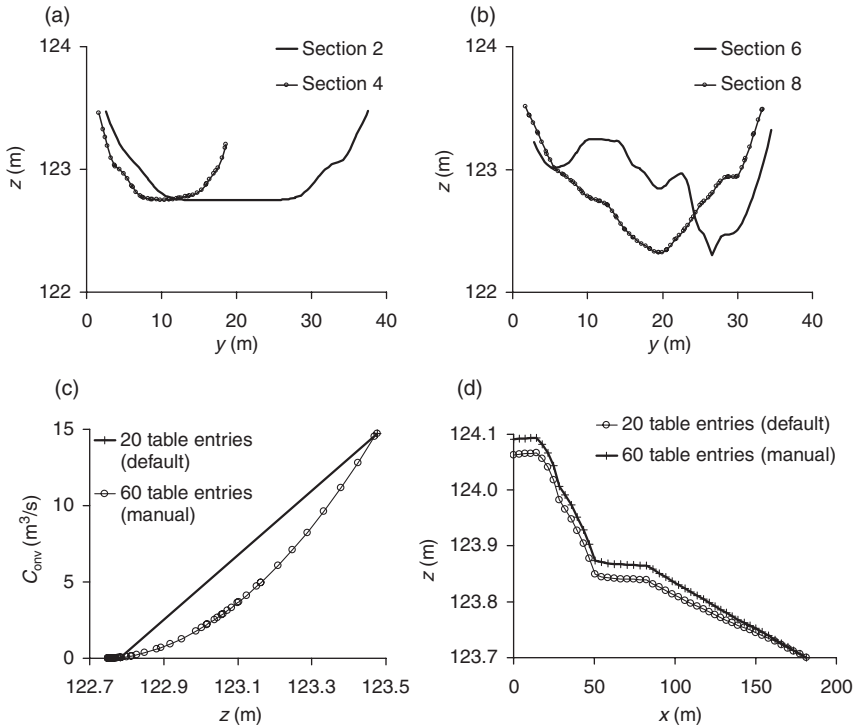 (a)
124
Section 2
Section 4
123
z (m)
122
0 10 20 30 40
y (m)
(b)
124
Section 6
Section 8
123
z (m)
122
0 10 20 30 40
y (m)
(c)
15
20 table entries
(default)
60 table entries
(manual)
10
Conv (m3/s)
5
0
122.7 122.9 123.1 123.3 123.5
z (m)
(d)
20 table entries (default)
60 table entries (manual)
124.1
124.0
z (m)
123.9
123.8
123.7
0 50 100 150 200
x (m)